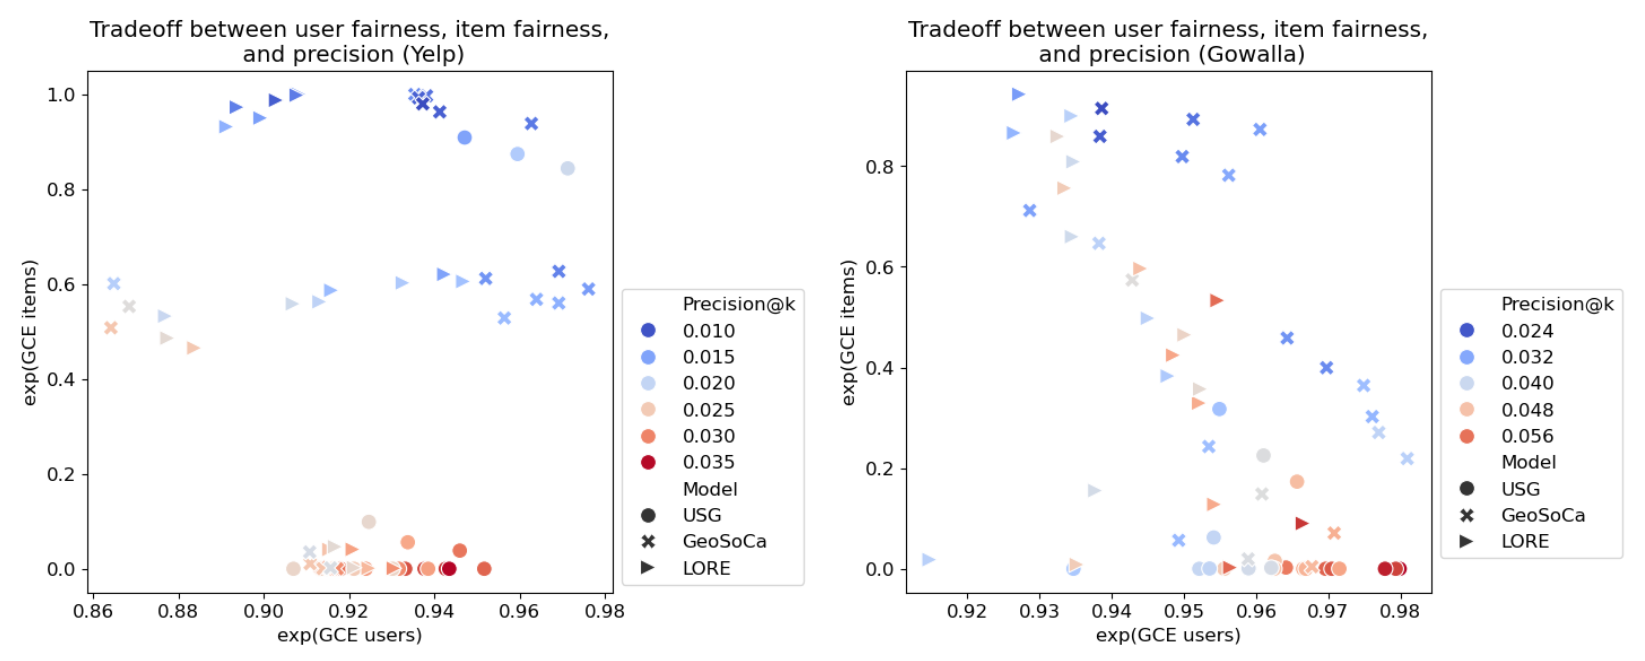 Tradeoff between user fairness, item fairness,
and precision (Yelp)
exp(GCE items)
1.0
0.8
0.6
0.4
0.2
0.0
0.86 0.88 0.90 0.92 0.94 0.96 0.98
exp(GCE users)
Precision@k
0.010
0.015
0.020
0.025
0.030
0.035
Model
USG
GeoSoCa
LORE
Tradeoff between user fairness, item fairness,
and precision (Gowalla)
exp(GCE items)
0.8
0.6
0.4
0.2
0.0
0.92 0.93 0.94 0.95 0.96 0.97 0.98
exp(GCE users)
Precision@k
0.024
0.032
0.040
0.048
0.056
Model
USG
GeoSoCa
LORE